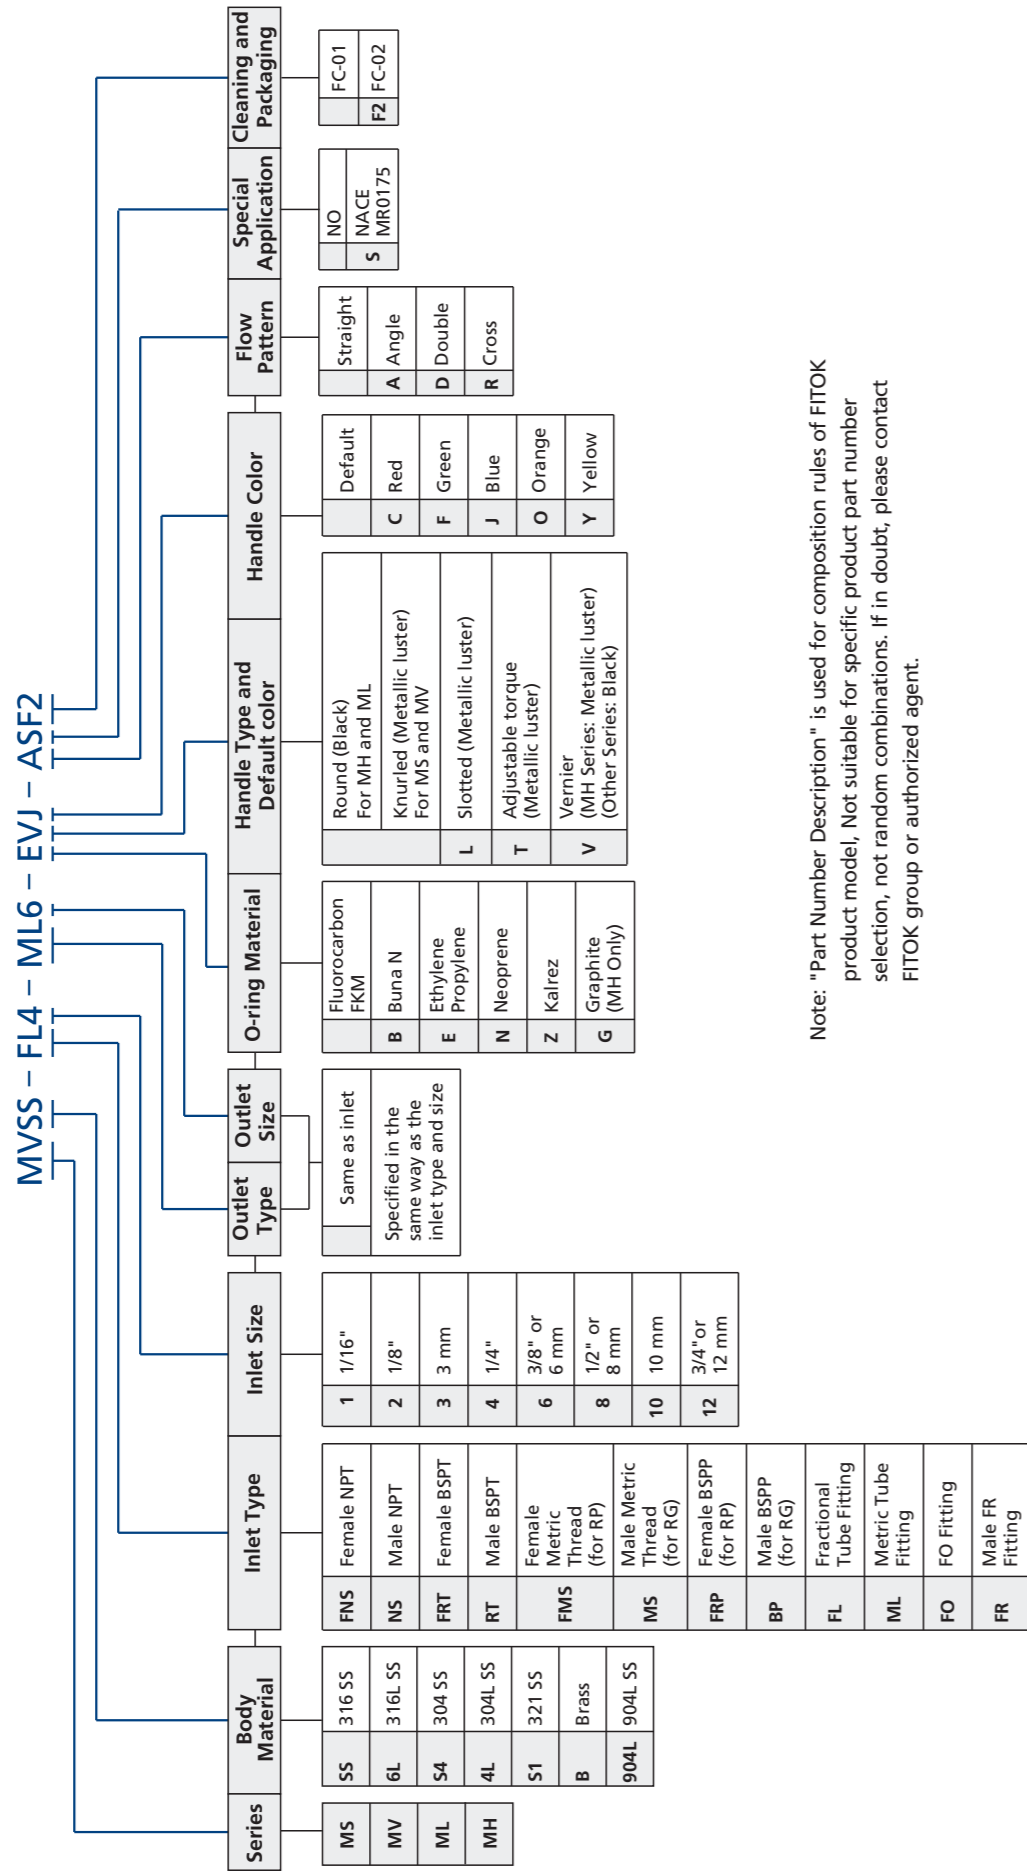 MVSS – FL4 – ML6 – EVJ – ASF2
Series
MS
MV
ML
MH
Body
Material
SS 316 SS
6L 316L SS
S4 304 SS
4L 304L SS
S1 321 SS
B Brass
904L 904L SS
Inlet Type
FNS Female NPT
NS Male NPT
FRT Female BSPT
RT Male BSPT
FMS Female
Metric
Thread
(for RP)
MS Male Metric
Thread
(for RG)
FRP Female BSPP
(for RP)
BP Male BSPP
(for RG)
FL Fractional
Tube Fitting
ML Metric Tube
Fitting
FO FO Fitting
FR Male FR
Fitting
Inlet Size
1 1/16"
2 1/8"
3 3 mm
4 1/4"
6 3/8" or
6 mm
8 1/2" or
8 mm
10 10 mm
12 3/4"or
12 mm
Outlet
Type
Outlet
Size
Same as inlet
Specified in the
same way as the
inlet type and size
O-ring Material
Fluorocarbon
FKM
B Buna N
E Ethylene
Propylene
N Neoprene
Z Kalrez
G Graphite
(MH Only)
Handle Type and
Default color
Round (Black)
For MH and ML
Knurled (Metallic luster)
For MS and MV
L Slotted (Metallic luster)
T Adjustable torque
(Metallic luster)
V Vernier
(MH Series: Metallic luster)
(Other Series: Black)
Handle Color
Default
C Red
F Green
J Blue
O Orange
Y Yellow
Flow
Pattern
Straight
A Angle
D Double
R Cross
Special
Application
NO
S NACE
MR0175
Cleaning and
Packaging
FC-01
F2 FC-02
Note: "Part Number Description" is used for composition rules of FITOK
product model, Not suitable for specific product part number
selection, not random combinations. If in doubt, please contact
FITOK group or authorized agent.